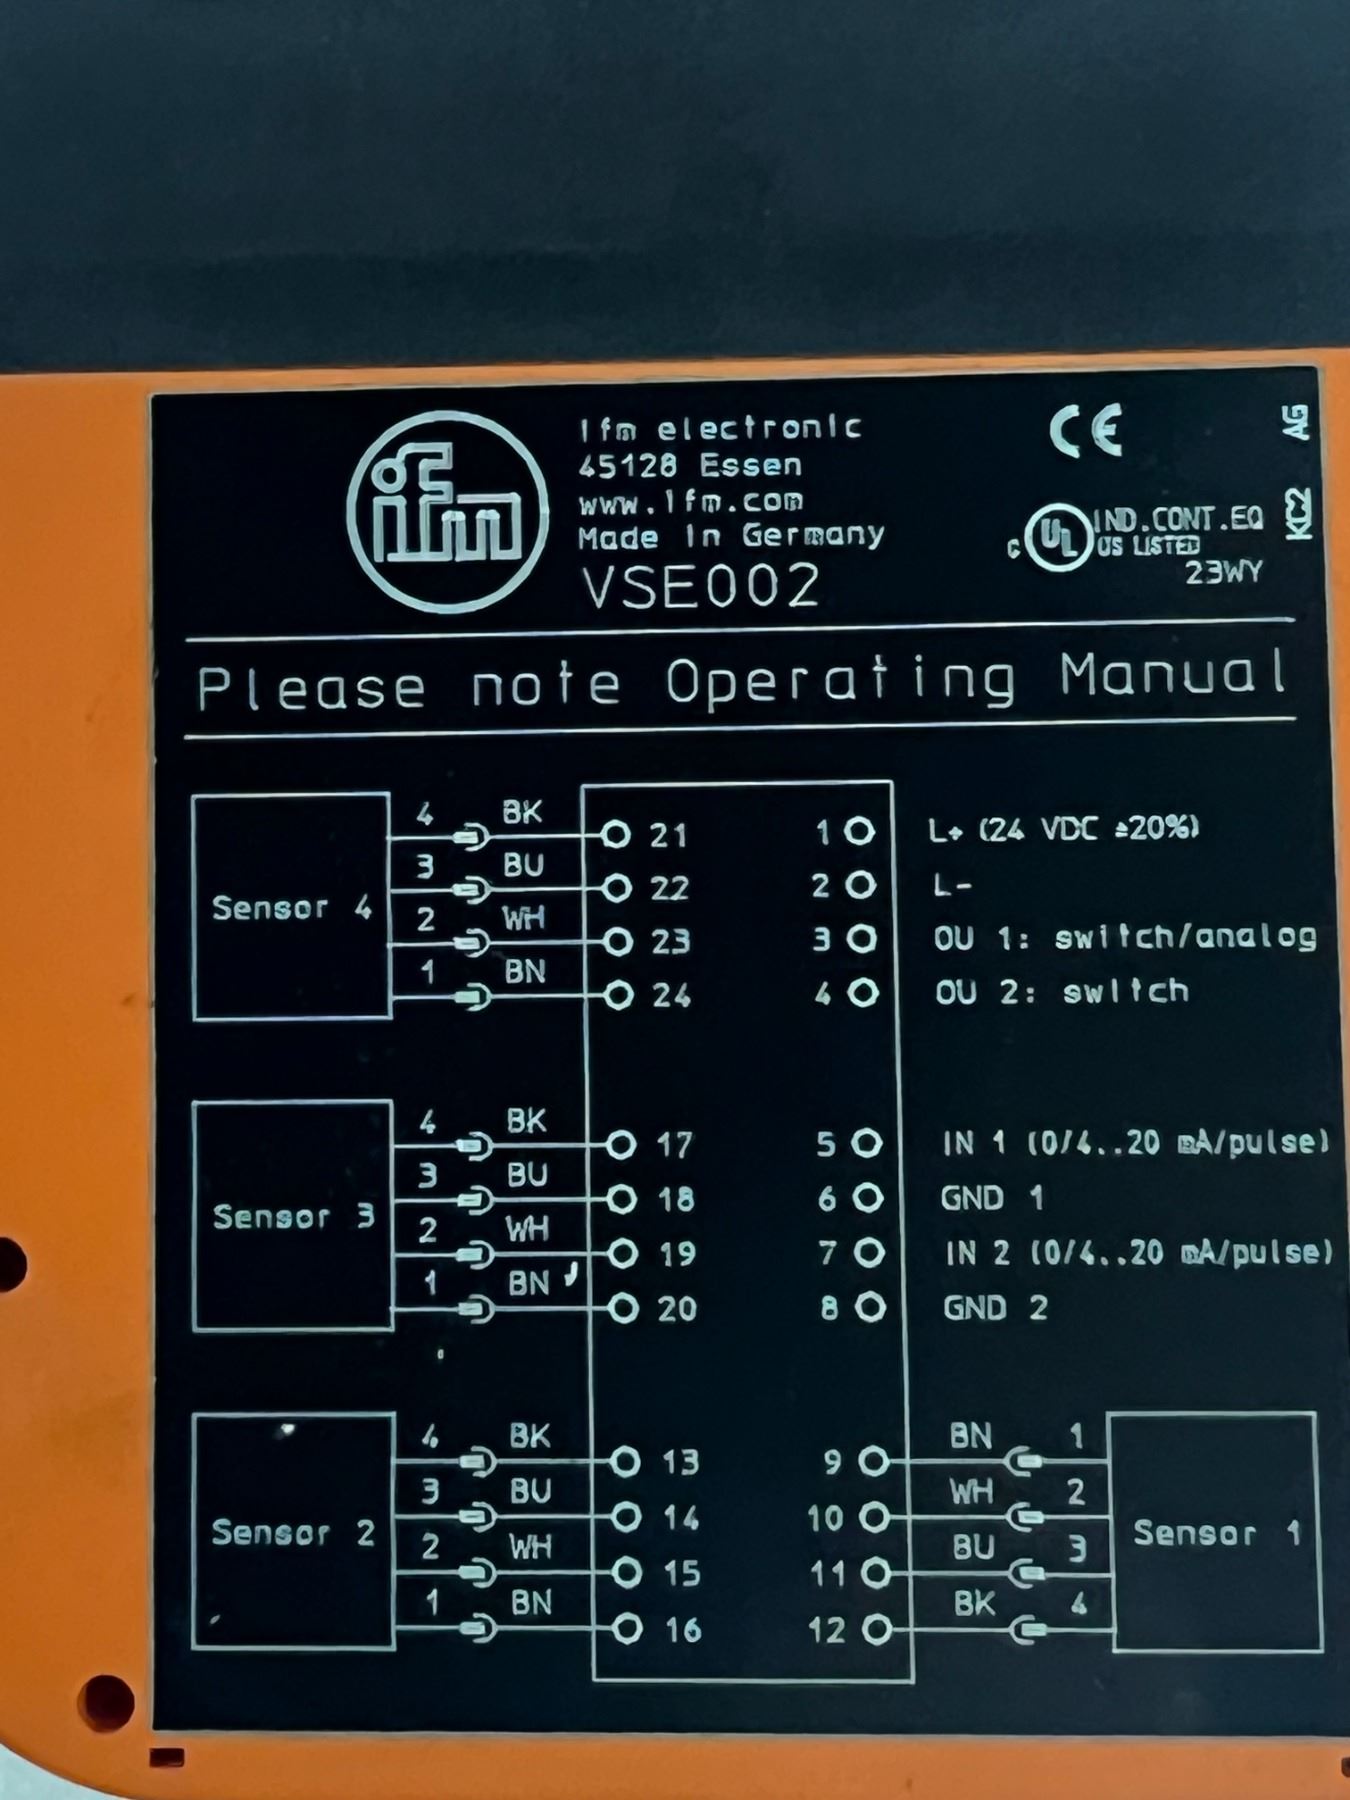 ifm
ifm electronic
45128 Essen
www.ifm.com
Made in Germany
VSE002
CE
AG
KC2
c UL US LISTED
IND.CONT.EQ
23WY
Please note Operating Manual
Sensor 4
4 BK 21
3 BU 22
2 WH 23
1 BN 24
1 L+ (24 VDC ±20%)
2 L-
3 OU 1: switch/analog
4 OU 2: switch
Sensor 3
4 BK 17
3 BU 18
2 WH 19
1 BN 20
5 IN 1 (0/4..20 mA/pulse)
6 GND 1
7 IN 2 (0/4..20 mA/pulse)
8 GND 2
Sensor 2
4 BK 13
3 BU 14
2 WH 15
1 BN 16
9 BN 1
10 WH 2
11 BU 3
12 BK 4
Sensor 1